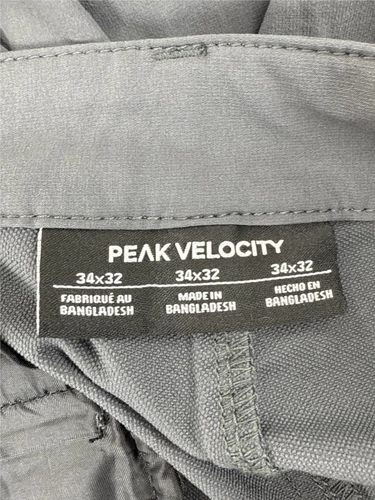 PEAK VELOCITY
34x32 34x32 34x32
FABRIQUÉ AU MADE IN HECHO EN
BANGLADESH BANGLADESH BANGLADESH